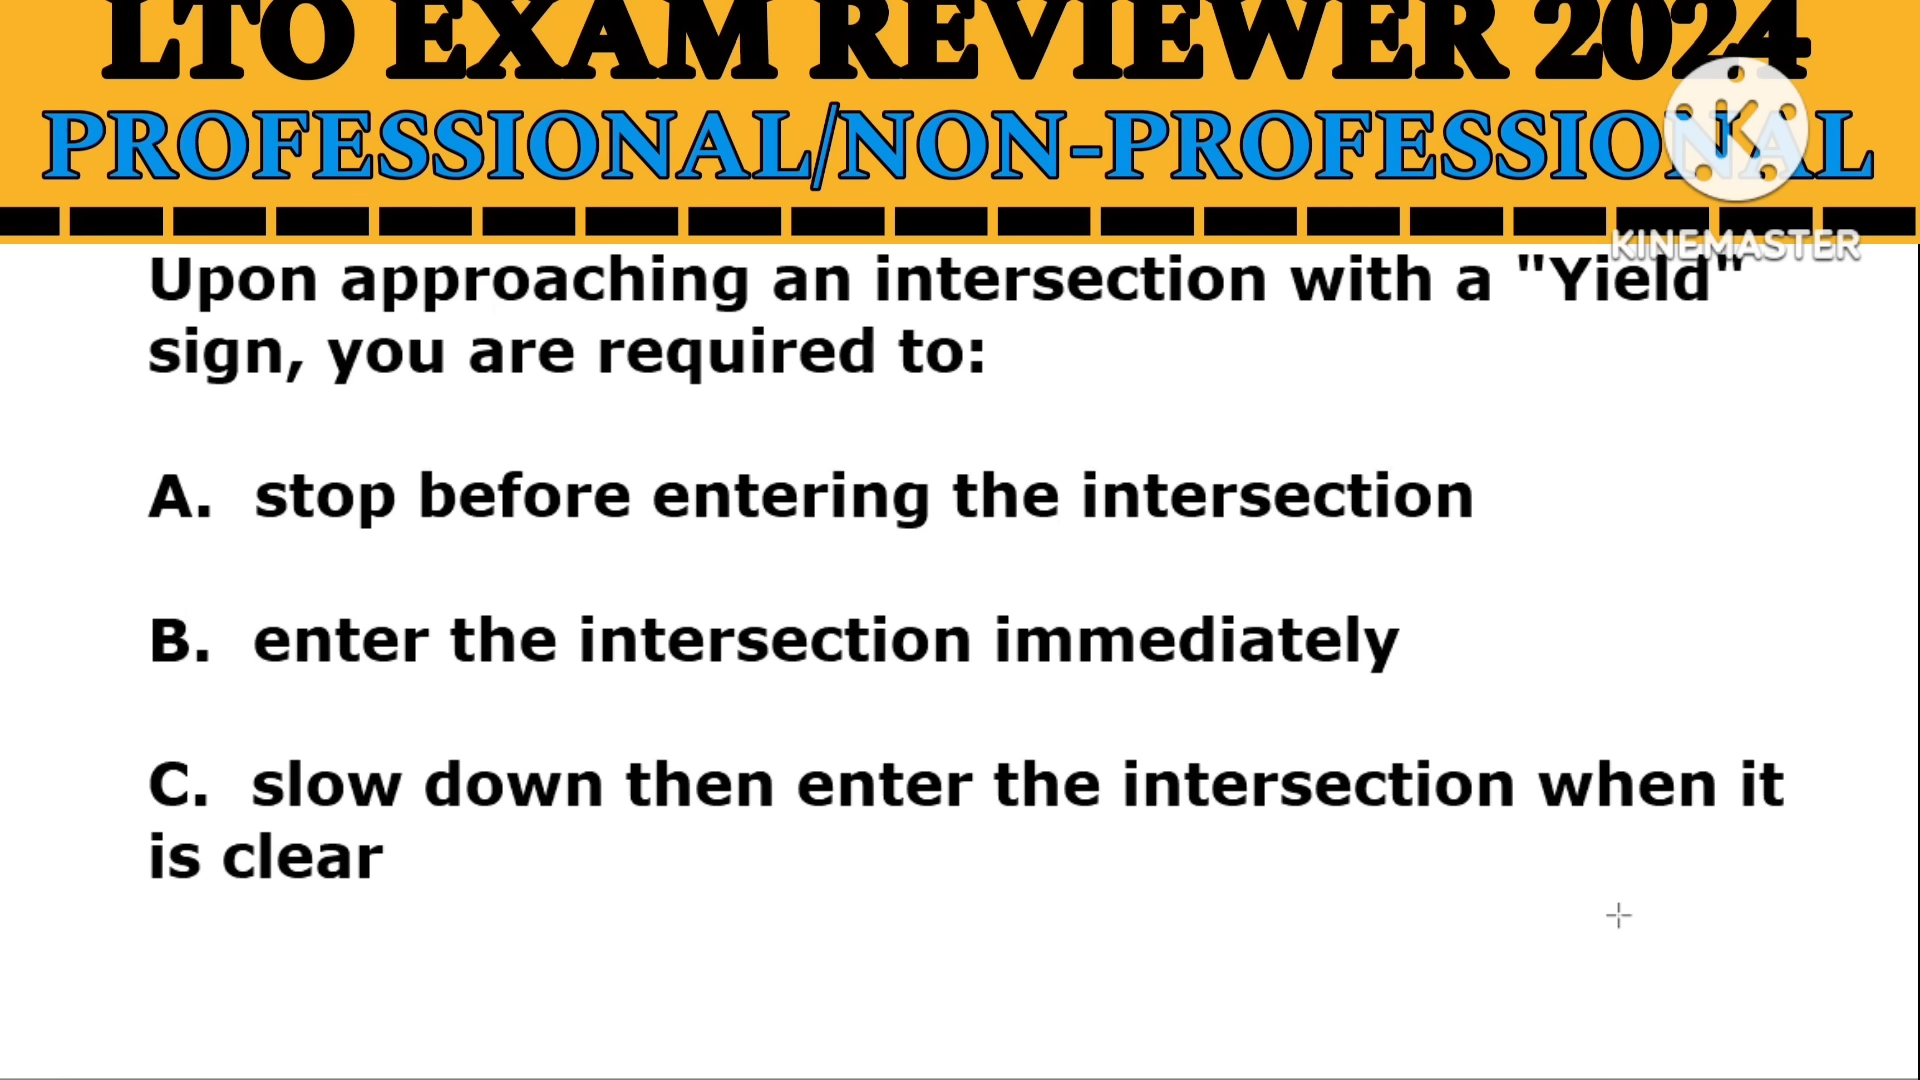 LTO EXAM REVIEWER 2024
PROFESSIONAL/NON-PROFESSIONAL
KINEMASTER
Upon approaching an intersection with a "Yield"
sign, you are required to:
A. stop before entering the intersection
B. enter the intersection immediately
C. slow down then enter the intersection when it
is clear